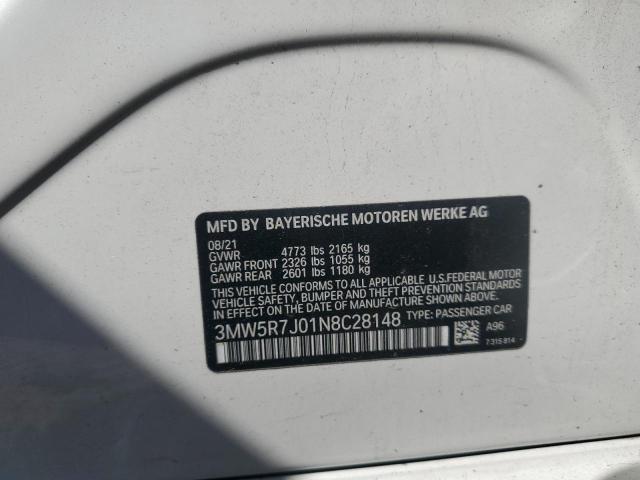 MFD BY BAYERISCHE MOTOREN WERKE AG
08/21
GVWR 4773 lbs 2165 kg
GAWR FRONT 2326 lbs 1055 kg
GAWR REAR 2601 lbs 1180 kg
THIS VEHICLE CONFORMS TO ALL APPLICABLE U.S.FEDERAL MOTOR
VEHICLE SAFETY, BUMPER AND THEFT PREVENTION STANDARDS
IN EFFECT ON THE DATE OF MANUFACTURE SHOWN ABOVE.
3MW5R7J01N8C28148 TYPE: PASSENGER CAR
A96
7 315 814